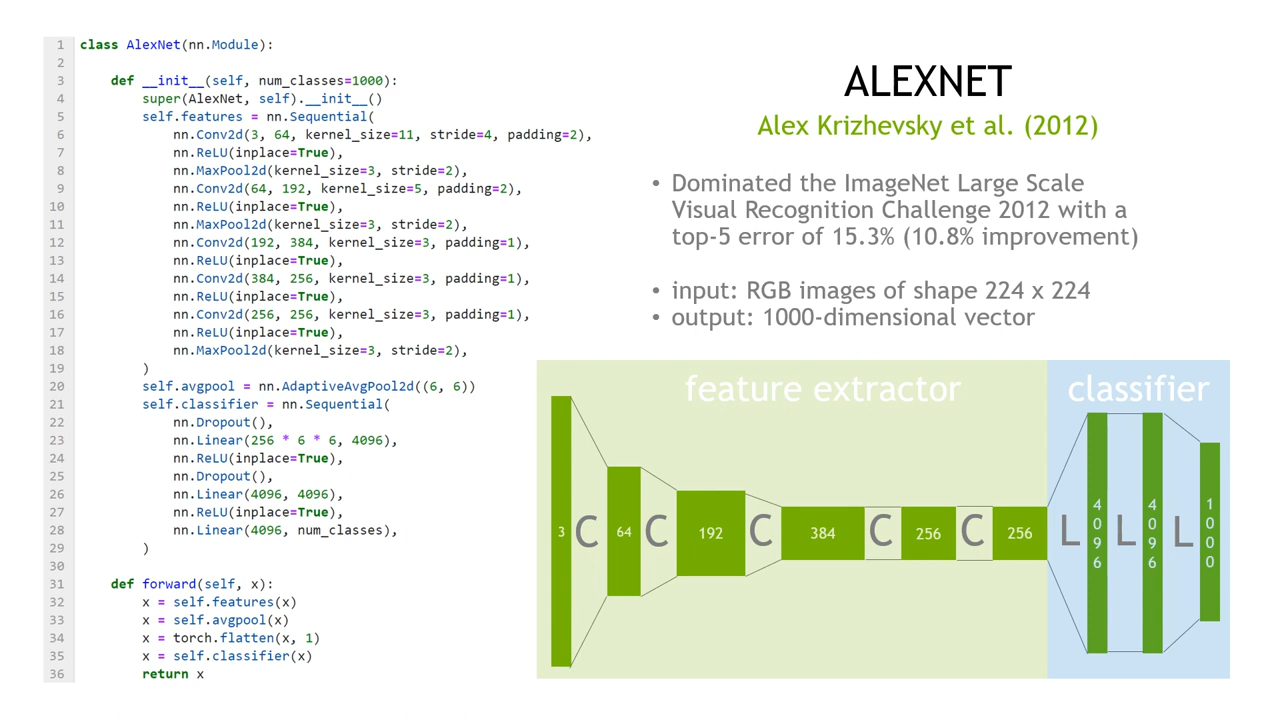 1 class AlexNet(nn.Module):
2
3     def __init__(self, num_classes=1000):
4         super(AlexNet, self).__init__()
5         self.features = nn.Sequential(
6             nn.Conv2d(3, 64, kernel_size=11, stride=4, padding=2),
7             nn.ReLU(inplace=True),
8             nn.MaxPool2d(kernel_size=3, stride=2),
9             nn.Conv2d(64, 192, kernel_size=5, padding=2),
10             nn.ReLU(inplace=True),
11             nn.MaxPool2d(kernel_size=3, stride=2),
12             nn.Conv2d(192, 384, kernel_size=3, padding=1),
13             nn.ReLU(inplace=True),
14             nn.Conv2d(384, 256, kernel_size=3, padding=1),
15             nn.ReLU(inplace=True),
16             nn.Conv2d(256, 256, kernel_size=3, padding=1),
17             nn.ReLU(inplace=True),
18             nn.MaxPool2d(kernel_size=3, stride=2),
19         )
20         self.avgpool = nn.AdaptiveAvgPool2d((6, 6))
21         self.classifier = nn.Sequential(
22             nn.Dropout(),
23             nn.Linear(256 * 6 * 6, 4096),
24             nn.ReLU(inplace=True),
25             nn.Dropout(),
26             nn.Linear(4096, 4096),
27             nn.ReLU(inplace=True),
28             nn.Linear(4096, num_classes),
29         )
30
31     def forward(self, x):
32         x = self.features(x)
33         x = self.avgpool(x)
34         x = torch.flatten(x, 1)
35         x = self.classifier(x)
36         return x
ALEXNET
Alex Krizhevsky et al. (2012)
• Dominated the ImageNet Large Scale
Visual Recognition Challenge 2012 with a
top-5 error of 15.3% (10.8% improvement)
• input: RGB images of shape 224 x 224
• output: 1000-dimensional vector
feature extractor classifier
3 C 64 C 192 C 384 C 256 C 256 L 4096 L 4096 L 1000